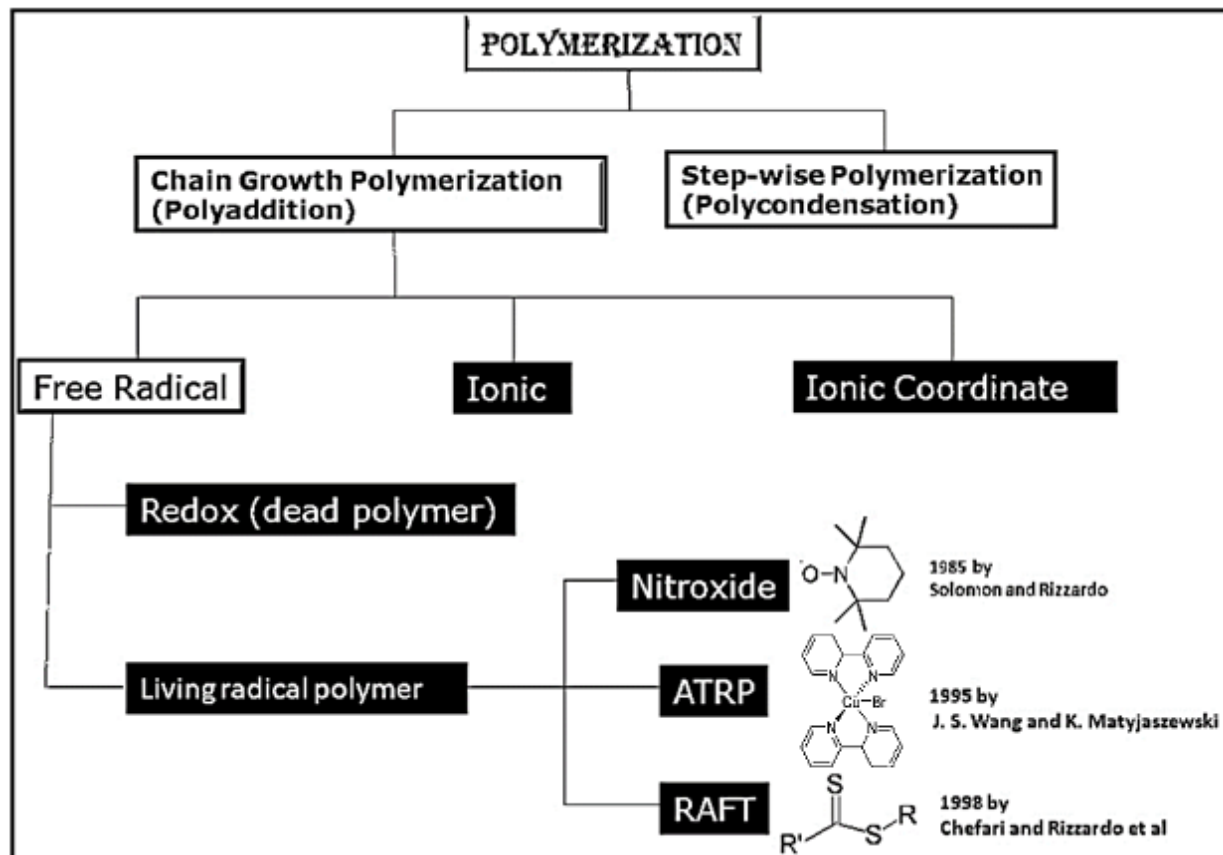 POLYMERIZATION
Chain Growth Polymerization
(Polyaddition)
Step-wise Polymerization
(Polycondensation)
Free Radical
Ionic
Ionic Coordinate
Redox (dead polymer)
Nitroxide
O-N
1985 by
Solomon and Rizzardo
Living radical polymer
ATRP
N N
Cu-Br
N N
1995 by
J. S. Wang and K. Matyjaszewski
RAFT
S
R' S R
1998 by
Chefari and Rizzardo et al